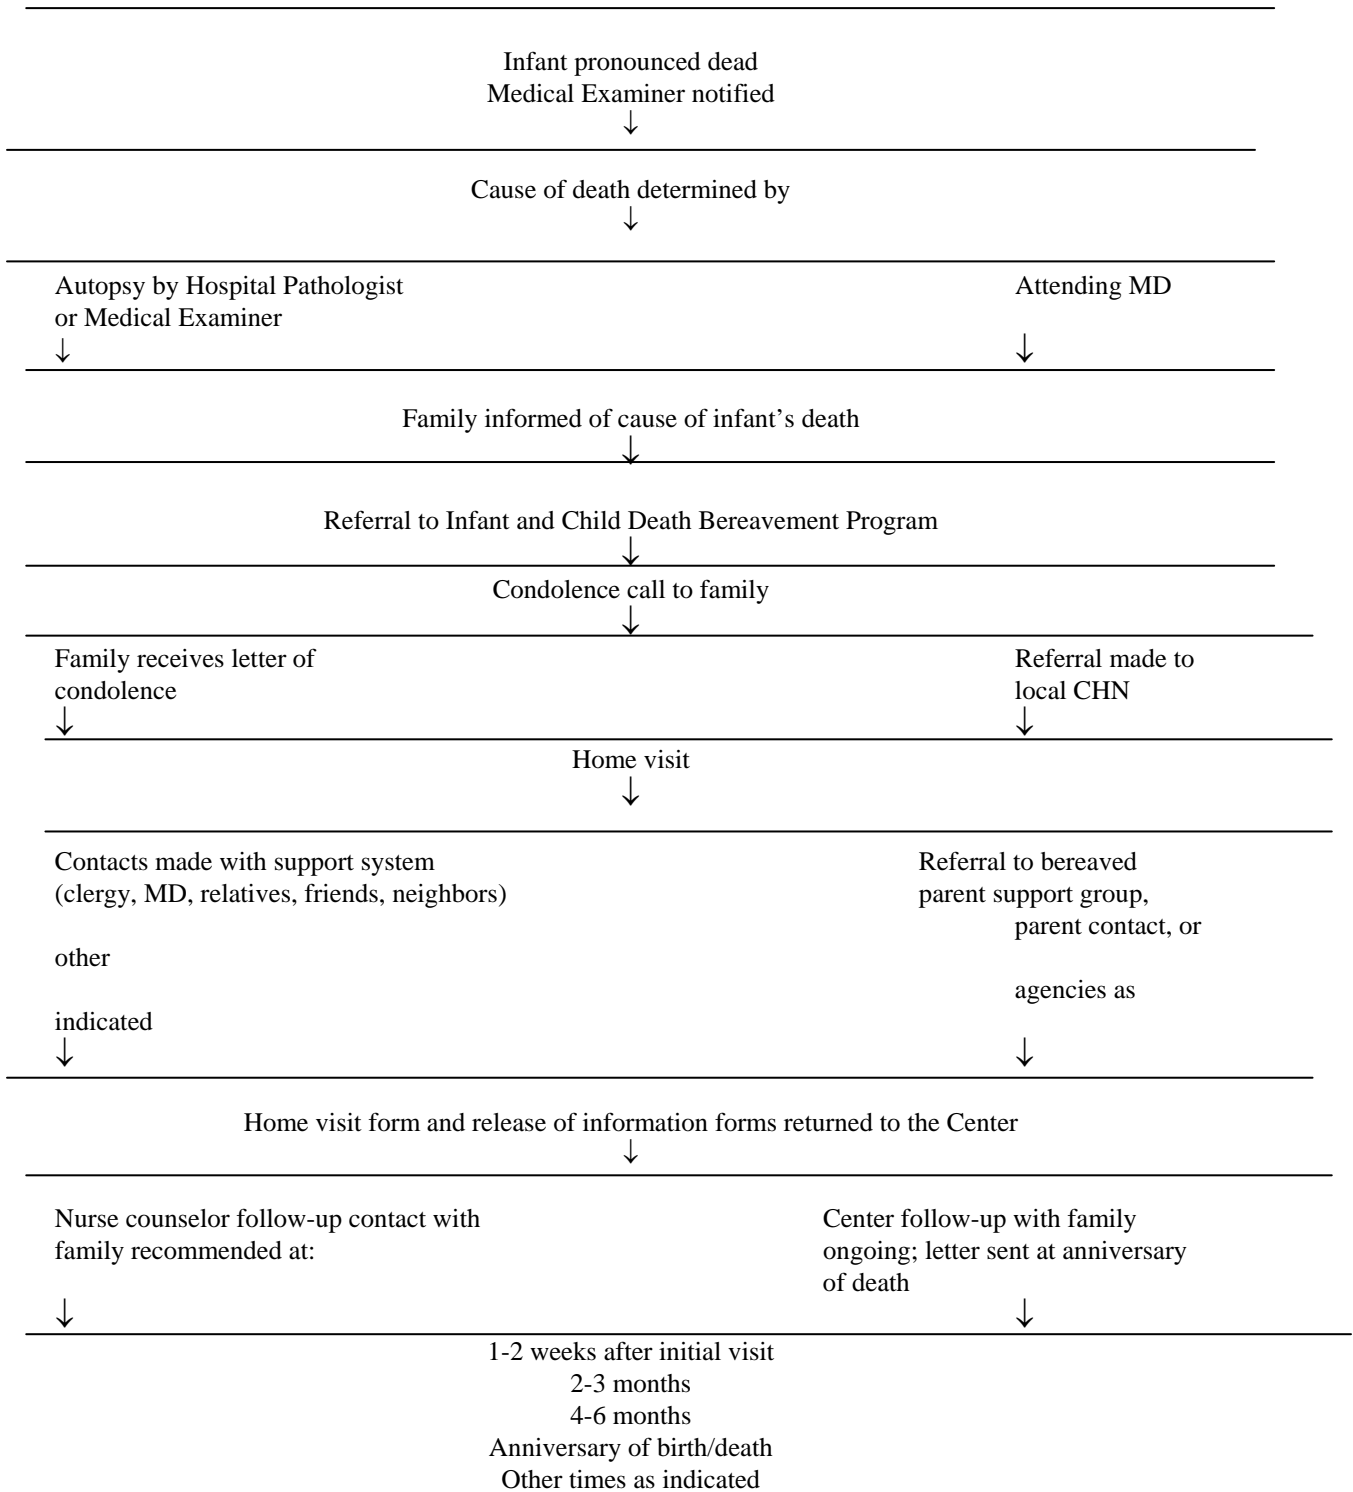 Infant pronounced dead
Medical Examiner notified
↓
Cause of death determined by
↓
Autopsy by Hospital Pathologist
or Medical Examiner
↓
Attending MD
↓
Family informed of cause of infant’s death
↓
Referral to Infant and Child Death Bereavement Program
↓
Condolence call to family
↓
Family receives letter of
condolence
↓
Referral made to
local CHN
↓
Home visit
↓
Contacts made with support system
(clergy, MD, relatives, friends, neighbors)
other
indicated
↓
Referral to bereaved
parent support group,
parent contact, or
agencies as
↓
Home visit form and release of information forms returned to the Center
↓
Nurse counselor follow-up contact with
family recommended at:
↓
Center follow-up with family
ongoing; letter sent at anniversary
of death
↓
1-2 weeks after initial visit
2-3 months
4-6 months
Anniversary of birth/death
Other times as indicated